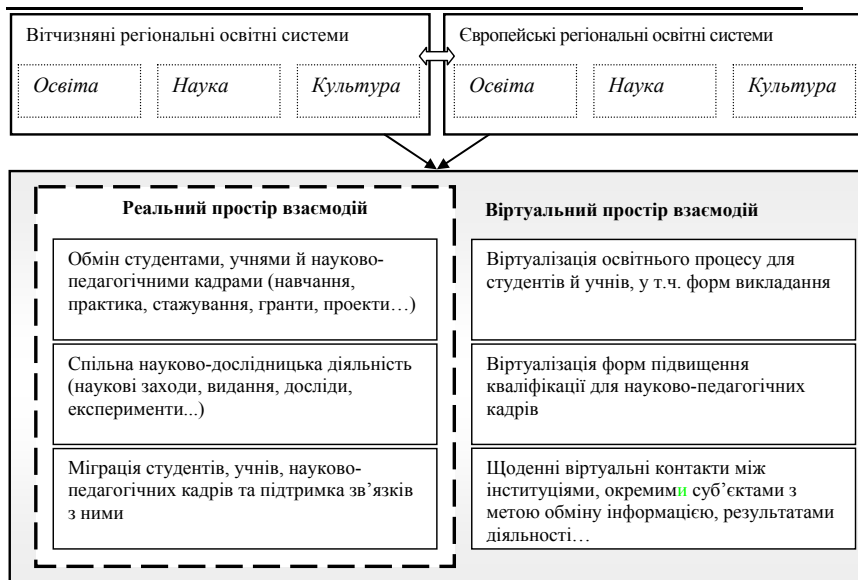 Вітчизняні регіональні освітні системи
Освіта
Наука
Культура
Європейські регіональні освітні системи
Освіта
Наука
Культура
Реальний простір взаємодій
Обмін студентами, учнями й науково-
педагогічними кадрами (навчання,
практика, стажування, гранти, проекти…)
Спільна науково-дослідницька діяльність
(наукові заходи, видання, досліди,
експерименти...)
Міграція студентів, учнів, науково-
педагогічних кадрів та підтримка зв’язків
з ними
Віртуальний простір взаємодій
Віртуалізація освітнього процесу для
студентів й учнів, у т.ч. форм викладання
Віртуалізація форм підвищення
кваліфікації для науково-педагогічних
кадрів
Щоденні віртуальні контакти між
інституціями, окремими суб’єктами з
метою обміну інформацією, результатами
діяльності…